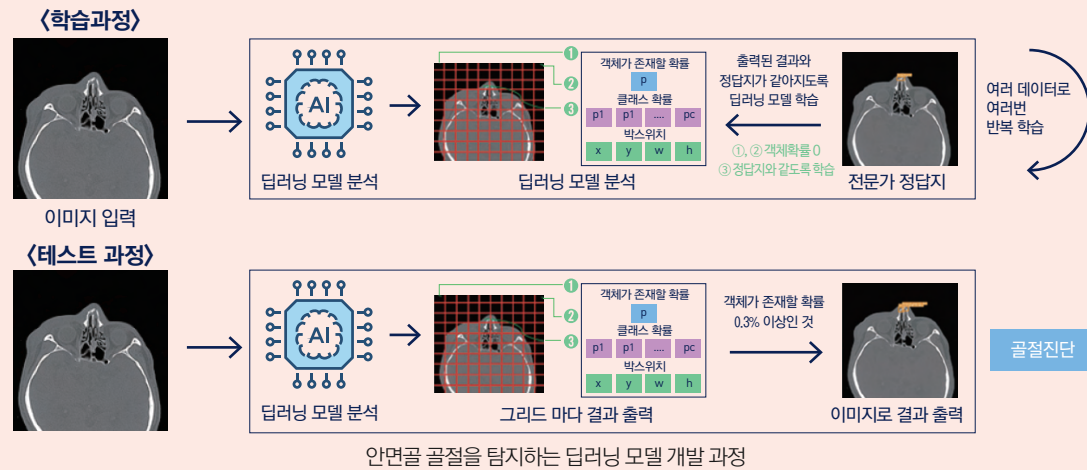 〈학습과정〉
이미지 입력
AI
딥러닝 모델 분석
1
2
3
딥러닝 모델 분석
객체가 존재할 확률
p
클래스 확률
p1 p1 .... pc
박스위치
x y w h
출력된 결과와
정답지가 같아지도록
딥러닝 모델 학습
①, ② 객체확률 0
③ 정답지와 같도록 학습
전문가 정답지
여러 데이터로
여러번
반복 학습
〈테스트 과정〉
AI
딥러닝 모델 분석
1
2
3
객체가 존재할 확률
p
클래스 확률
p1 p1 .... pc
박스위치
x y w h
그리드 마다 결과 출력
객체가 존재할 확률
0.3% 이상인 것
이미지로 결과 출력
골절진단
안면골 골절을 탐지하는 딥러닝 모델 개발 과정